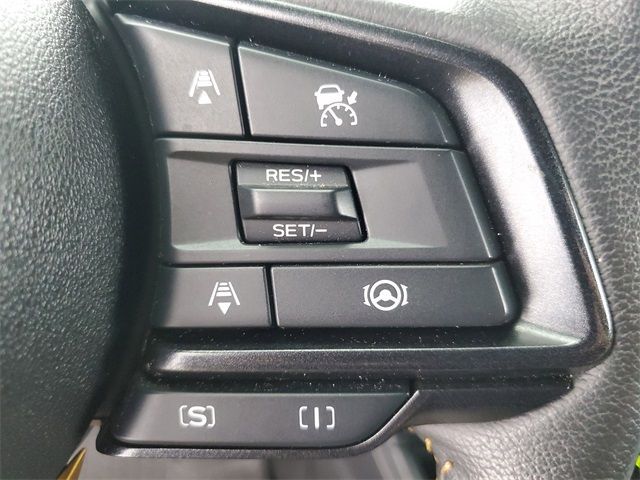 RES/+
SET/-
[S] [I]